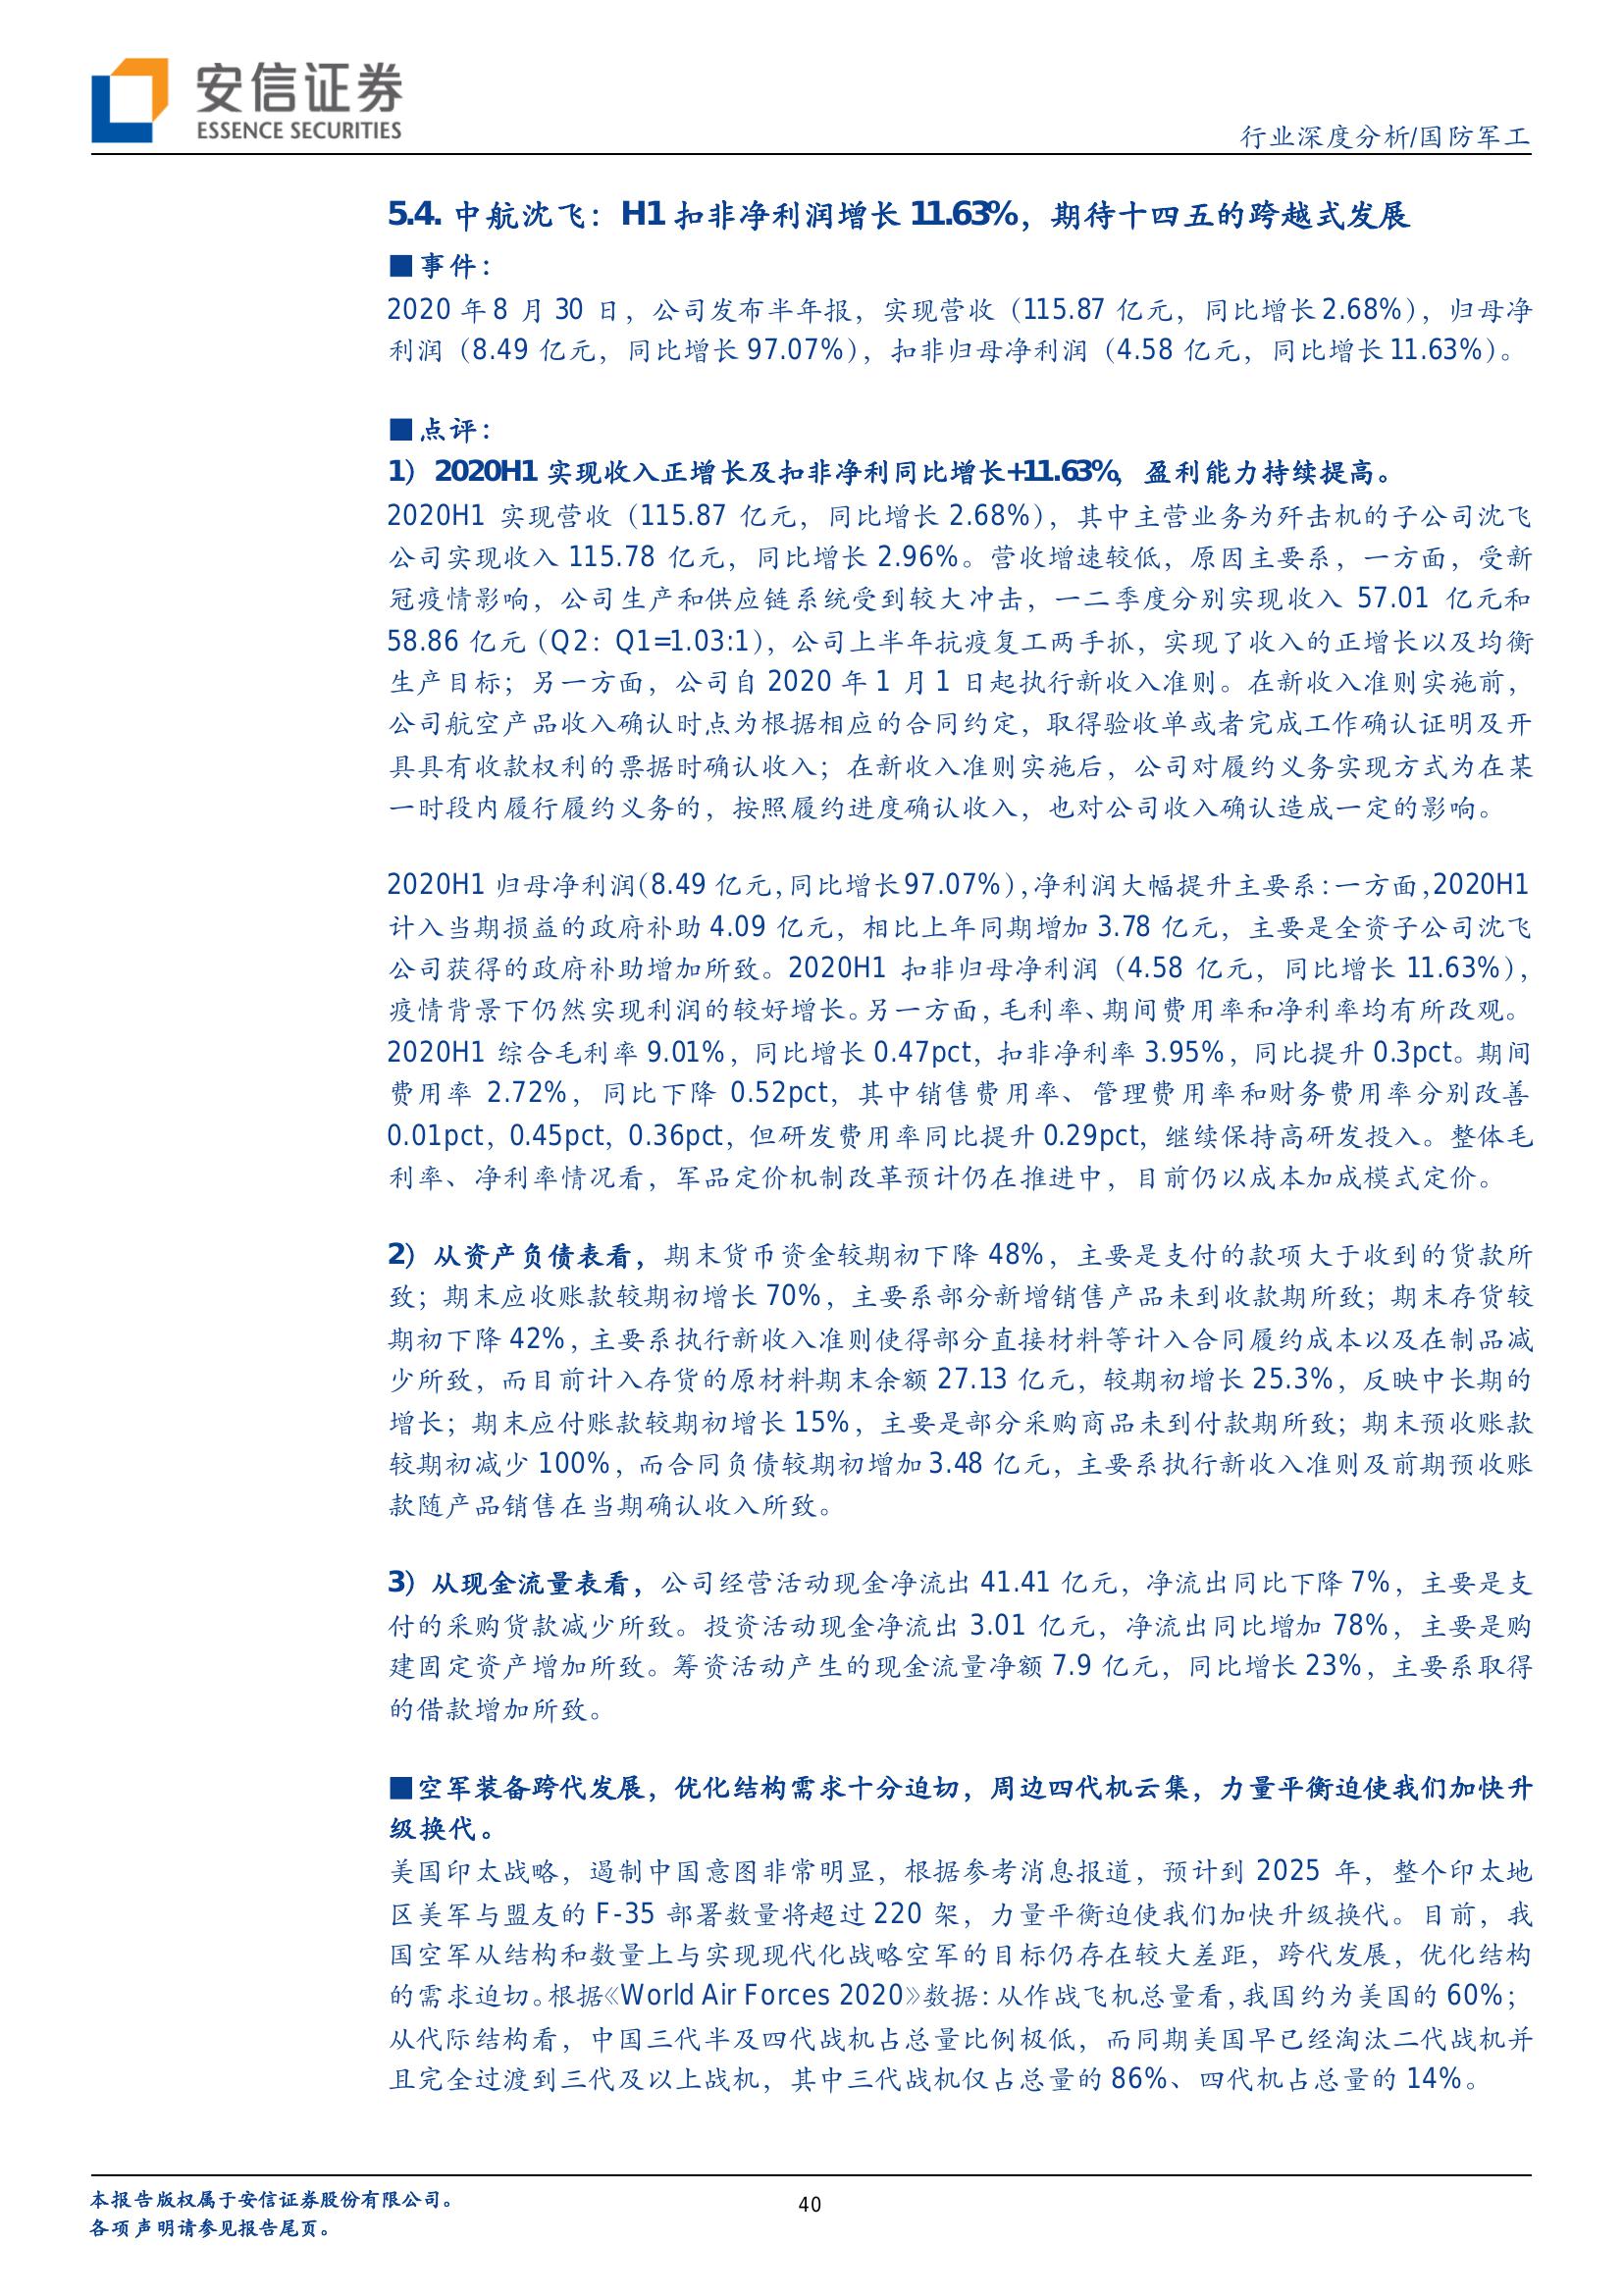 安信证券
ESSENCE SECURITIES
行业深度分析/国防军工
5.4. 中航沈飞：H1 扣非净利润增长 11.63%，期待十四五的跨越式发展
■事件：
2020 年 8 月 30 日，公司发布半年报，实现营收（115.87 亿元，同比增长 2.68%），归母净
利润（8.49 亿元，同比增长 97.07%），扣非归母净利润（4.58 亿元，同比增长 11.63%）。
■点评：
1）2020H1 实现收入正增长及扣非净利同比增长+11.63%，盈利能力持续提高。
2020H1 实现营收（115.87 亿元，同比增长 2.68%），其中主营业务为歼击机的子公司沈飞
公司实现收入 115.78 亿元，同比增长 2.96%。营收增速较低，原因主要系，一方面，受新
冠疫情影响，公司生产和供应链系统受到较大冲击，一二季度分别实现收入 57.01 亿元和
58.86 亿元（Q2：Q1=1.03:1），公司上半年抗疫复工两手抓，实现了收入的正增长以及均衡
生产目标；另一方面，公司自 2020 年 1 月 1 日起执行新收入准则。在新收入准则实施前，
公司航空产品收入确认时点为根据相应的合同约定，取得验收单或者完成工作确认证明及开
具具有收款权利的票据时确认收入；在新收入准则实施后，公司对履约义务实现方式为在某
一时段内履行履约义务的，按照履约进度确认收入，也对公司收入确认造成一定的影响。
2020H1 归母净利润(8.49 亿元,同比增长97.07%),净利润大幅提升主要系：一方面,2020H1
计入当期损益的政府补助 4.09 亿元，相比上年同期增加 3.78 亿元，主要是全资子公司沈飞
公司获得的政府补助增加所致。2020H1 扣非归母净利润（4.58 亿元，同比增长 11.63%），
疫情背景下仍然实现利润的较好增长。另一方面，毛利率、期间费用率和净利率均有所改观。
2020H1 综合毛利率 9.01%，同比增长 0.47pct，扣非净利率 3.95%，同比提升 0.3pct。期间
费用率 2.72%，同比下降 0.52pct，其中销售费用率、管理费用率和财务费用率分别改善
0.01pct，0.45pct，0.36pct，但研发费用率同比提升 0.29pct，继续保持高研发投入。整体毛
利率、净利率情况看，军品定价机制改革预计仍在推进中，目前仍以成本加成模式定价。
2）从资产负债表看，期末货币资金较期初下降 48%，主要是支付的款项大于收到的货款所
致；期末应收账款较期初增长 70%，主要系部分新增销售产品未到收款期所致；期末存货较
期初下降 42%，主要系执行新收入准则使得部分直接材料等计入合同履约成本以及在制品减
少所致，而目前计入存货的原材料期末余额 27.13 亿元，较期初增长 25.3%，反映中长期的
增长；期末应付账款较期初增长 15%，主要是部分采购商品未到付款期所致；期末预收账款
较期初减少 100%，而合同负债较期初增加 3.48 亿元，主要系执行新收入准则及前期预收账
款随产品销售在当期确认收入所致。
3）从现金流量表看，公司经营活动现金净流出 41.41 亿元，净流出同比下降 7%，主要是支
付的采购货款减少所致。投资活动现金净流出 3.01 亿元，净流出同比增加 78%，主要是购
建固定资产增加所致。筹资活动产生的现金流量净额 7.9 亿元，同比增长 23%，主要系取得
的借款增加所致。
■空军装备跨代发展，优化结构需求十分迫切，周边四代机云集，力量平衡迫使我们加快升
级换代。
美国印太战略，遏制中国意图非常明显，根据参考消息报道，预计到 2025 年，整个印太地
区美军与盟友的 F-35 部署数量将超过 220 架，力量平衡迫使我们加快升级换代。目前，我
国空军从结构和数量上与实现现代化战略空军的目标仍存在较大差距，跨代发展，优化结构
的需求迫切。根据《World Air Forces 2020》数据：从作战飞机总量看，我国约为美国的 60%；
从代际结构看，中国三代半及四代战机占总量比例极低，而同期美国早已经淘汰二代战机并
且完全过渡到三代及以上战机，其中三代战机仅占总量的 86%、四代机占总量的 14%。
本报告版权属于安信证券股份有限公司。
40
各项声明请参见报告尾页。